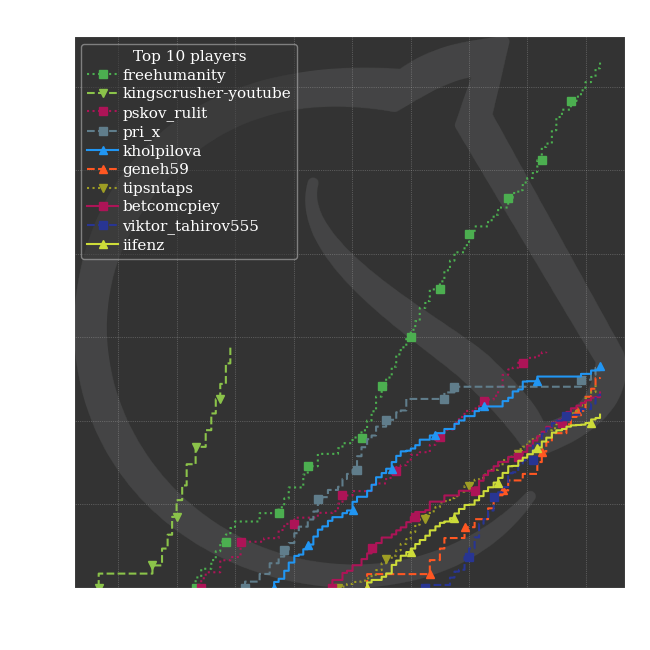 Top 10 players
freehumanity
kingscrusher-youtube
pskov_rulit
pri_x
kholpilova
geneh59
tipsntaps
betcomcpiey
viktor_tahirov555
iifenz